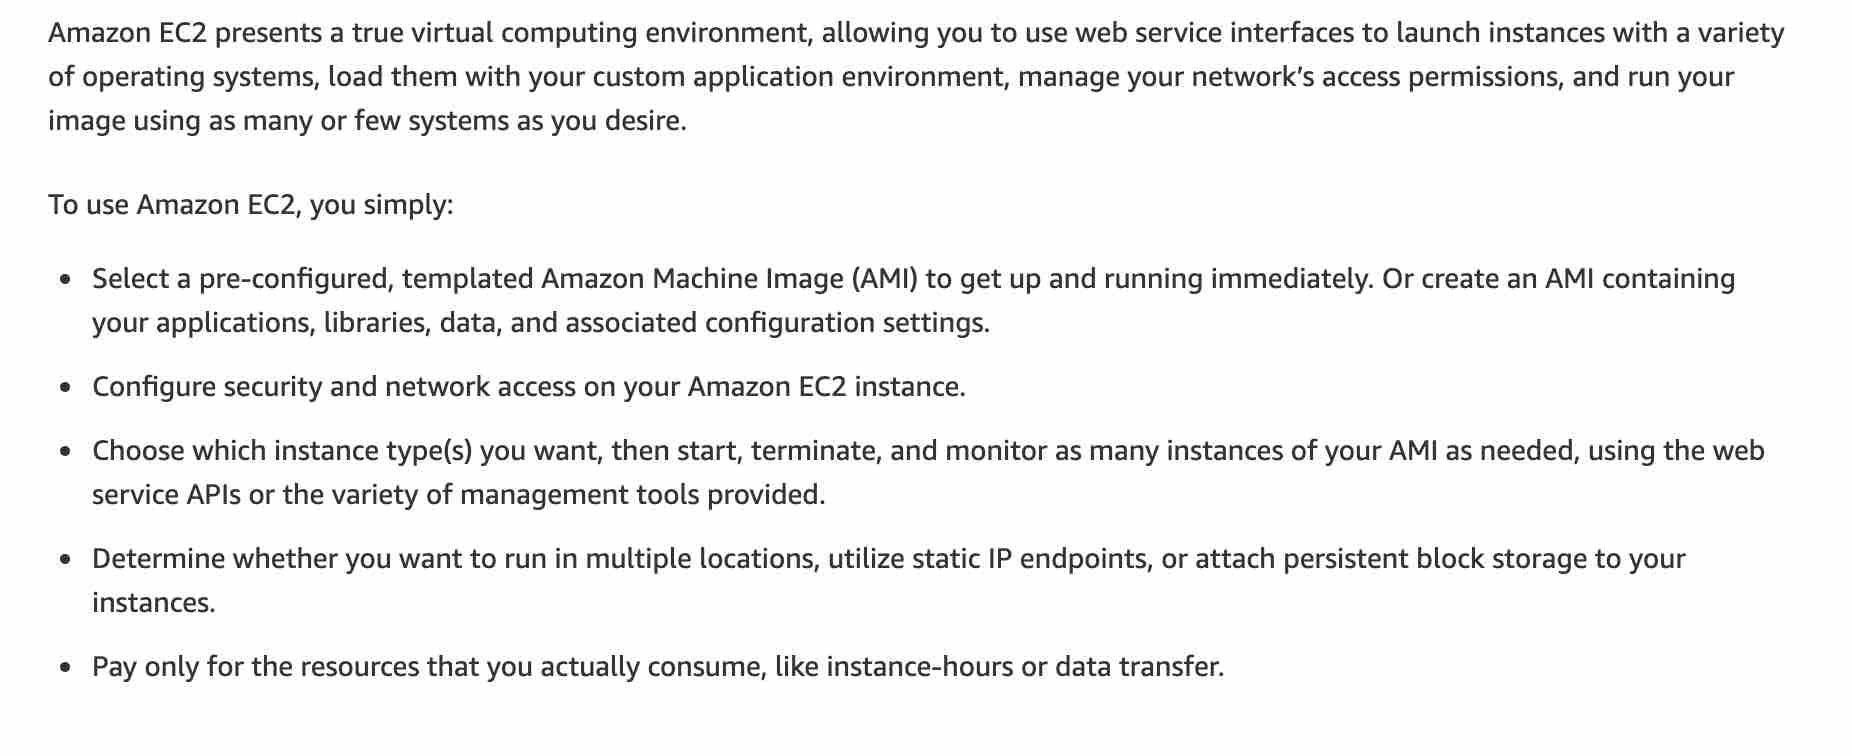 Amazon EC2 presents a true virtual computing environment, allowing you to use web service interfaces to launch instances with a variety
of operating systems, load them with your custom application environment, manage your network’s access permissions, and run your
image using as many or few systems as you desire.
To use Amazon EC2, you simply:
• Select a pre-configured, templated Amazon Machine Image (AMI) to get up and running immediately. Or create an AMI containing
your applications, libraries, data, and associated configuration settings.
• Configure security and network access on your Amazon EC2 instance.
• Choose which instance type(s) you want, then start, terminate, and monitor as many instances of your AMI as needed, using the web
service APIs or the variety of management tools provided.
• Determine whether you want to run in multiple locations, utilize static IP endpoints, or attach persistent block storage to your
instances.
• Pay only for the resources that you actually consume, like instance-hours or data transfer.